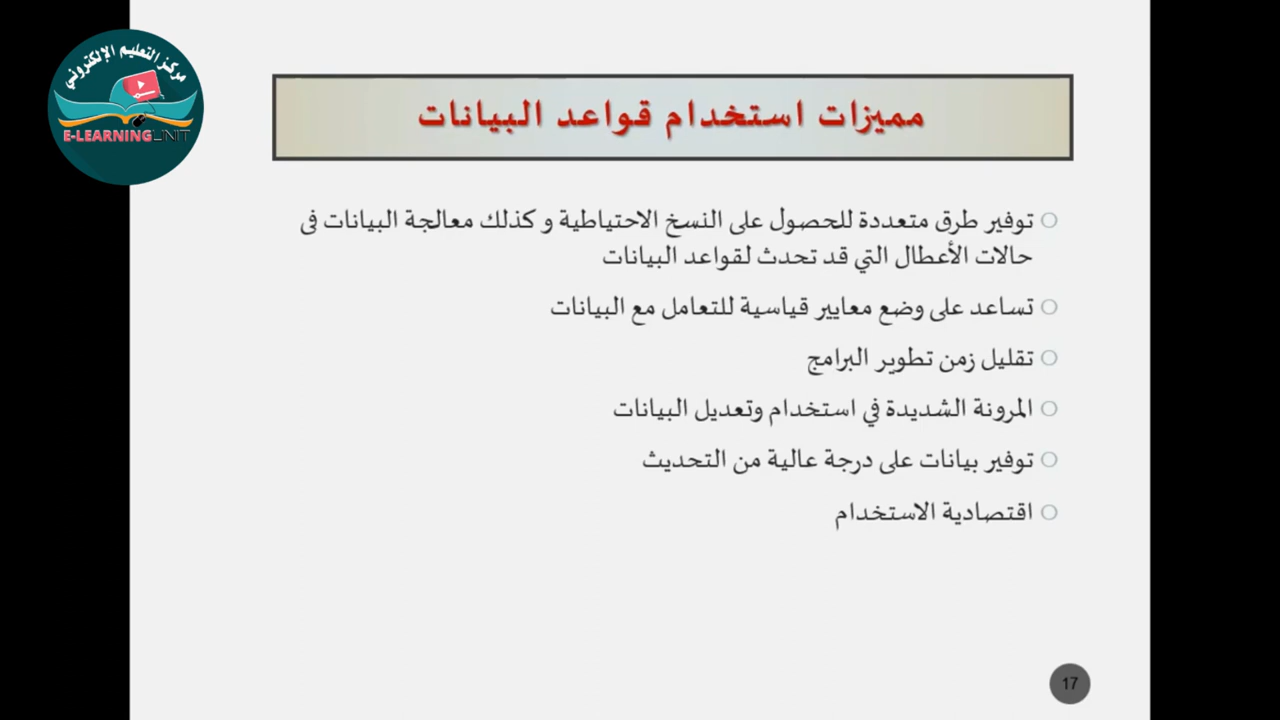 مركز التعليم الإلكتروني
E-LEARNING UNIT
مميزات استخدام قواعد البيانات
توفير طرق متعددة للحصول على النسخ الاحتياطية و كذلك معالجة البيانات فى
حالات الأعطال التي قد تحدث لقواعد البيانات
تساعد على وضع معايير قياسية للتعامل مع البيانات
تقليل زمن تطوير البرامج
المرونة الشديدة في استخدام وتعديل البيانات
توفير بيانات على درجة عالية من التحديث
اقتصادية الاستخدام
17